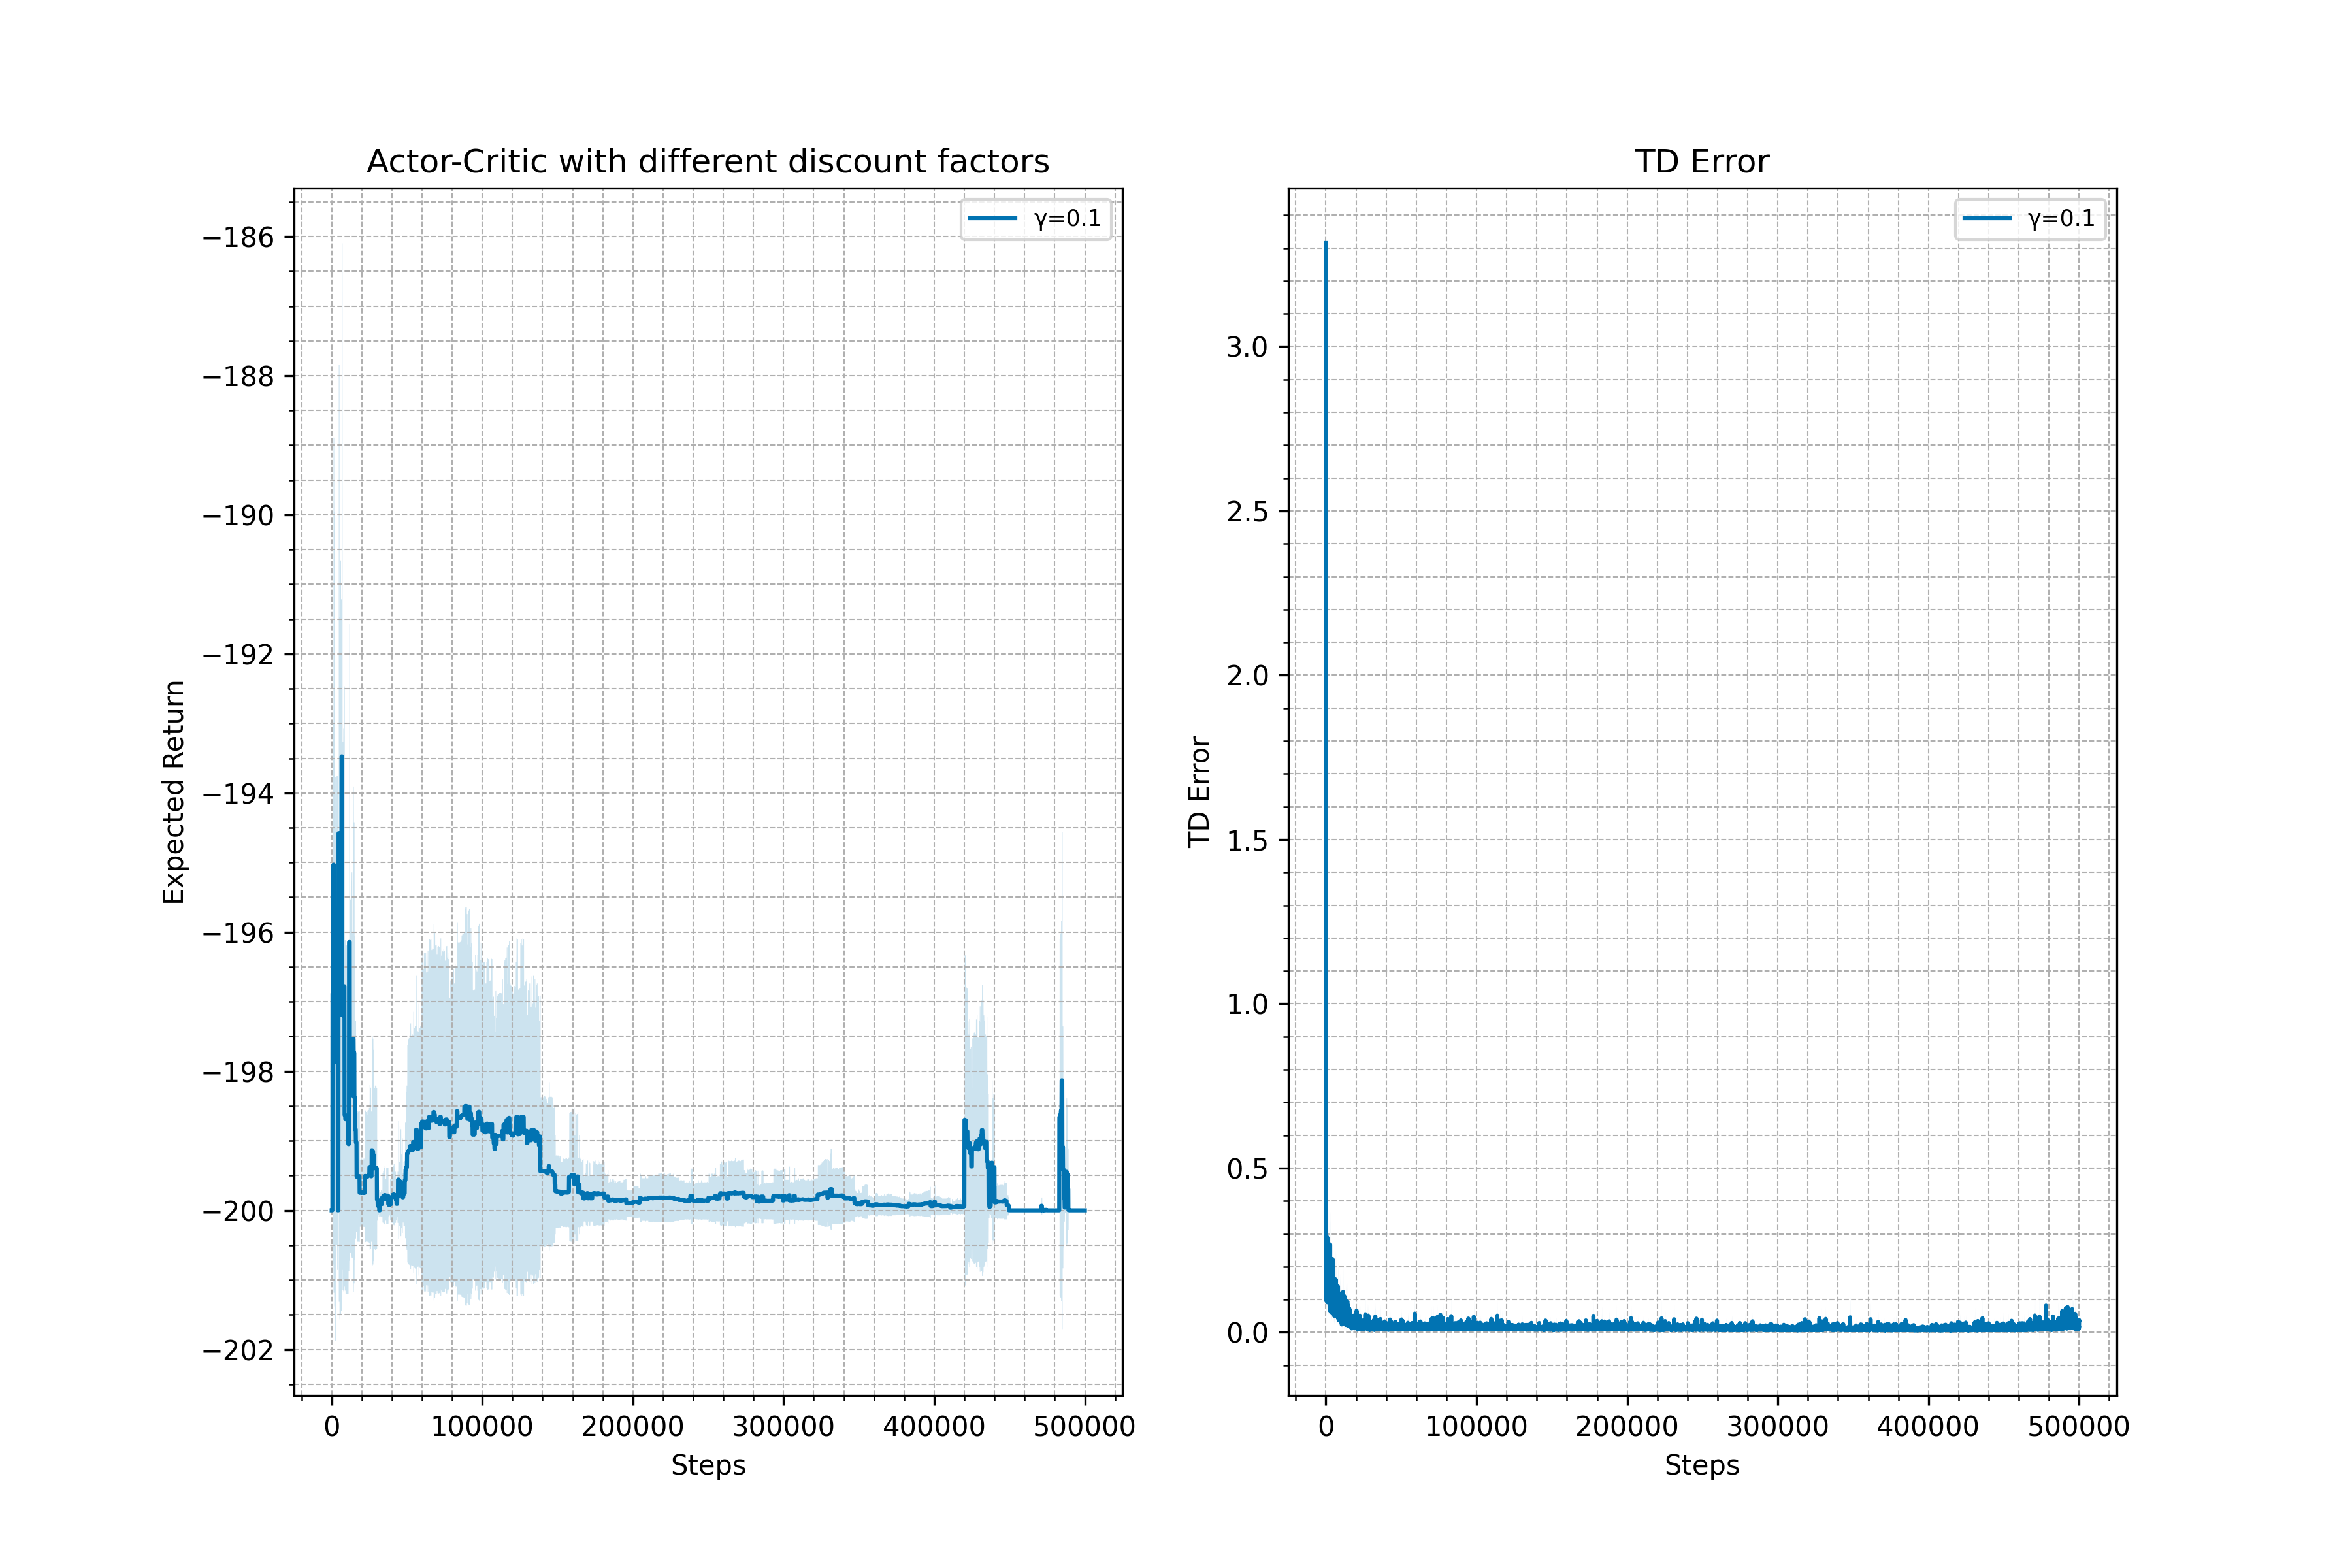 Actor-Critic with different discount factors
γ=0.1
−186
−188
−190
−192
−194
−196
−198
−200
−202
Expected Return
0 100000 200000 300000 400000 500000
Steps
TD Error
γ=0.1
3.0
2.5
2.0
1.5
1.0
0.5
0.0
TD Error
0 100000 200000 300000 400000 500000
Steps